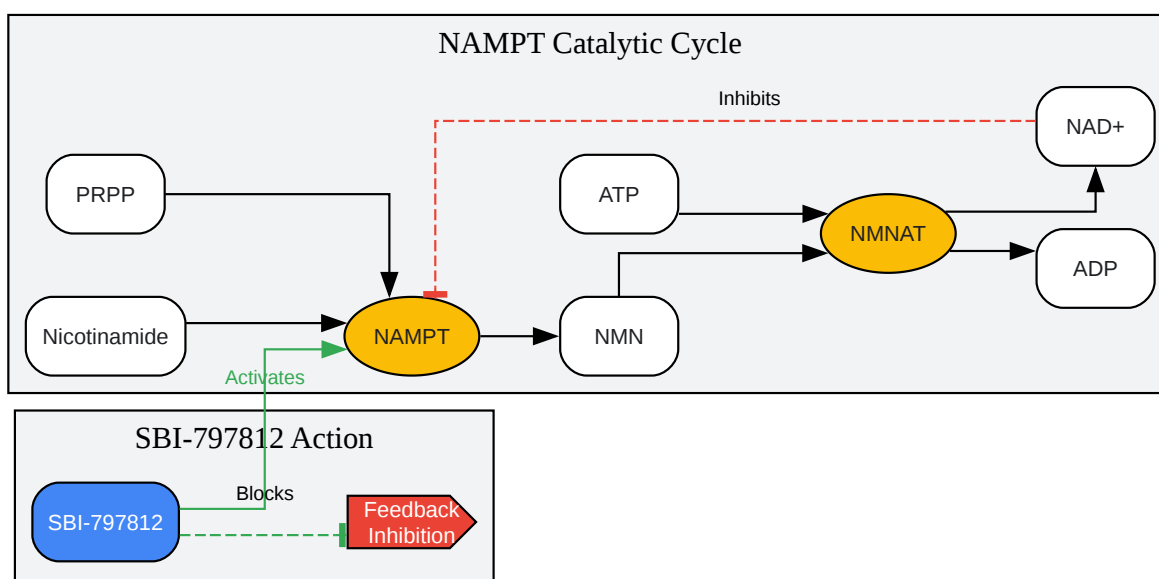 NAMPT Catalytic Cycle
Inhibits
NAD+
PRPP
ATP
NMNAT
ADP
Nicotinamide
NAMPT
NMN
Activates
SBI-797812 Action
Blocks
SBI-797812
Feedback
Inhibition